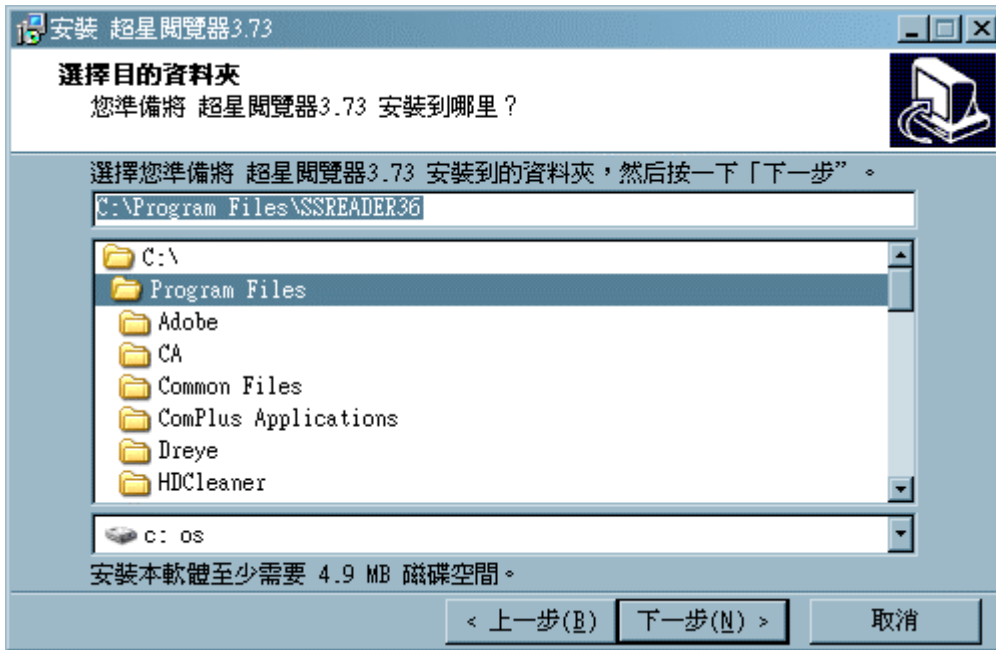 安裝 超星閱覽器3.73
選擇目的資料夾
您準備將 超星閱覽器3.73 安裝到哪里？
選擇您準備將 超星閱覽器3.73 安裝到的資料夾，然后按一下「下一步”。
C:\Program Files\SSREADER36
C:\
Program Files
Adobe
CA
Common Files
ComPlus Applications
Dreye
HDCleaner
c: os
安裝本軟體至少需要 4.9 MB 磁碟空間。
< 上一步(B) 下一步(N) > 取消